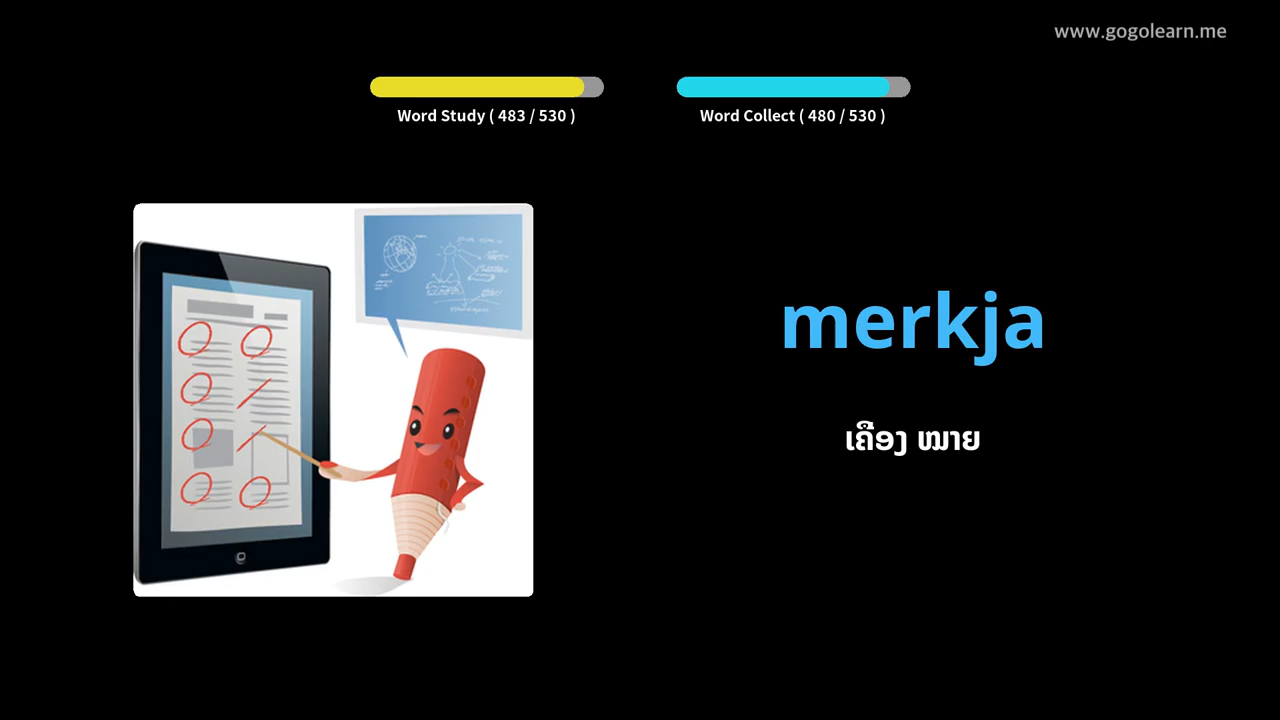 www.gogolearn.me
Word Study ( 483 / 530 )
Word Collect ( 480 / 530 )
merkja
ເຄື່ອງ ໝາຍ